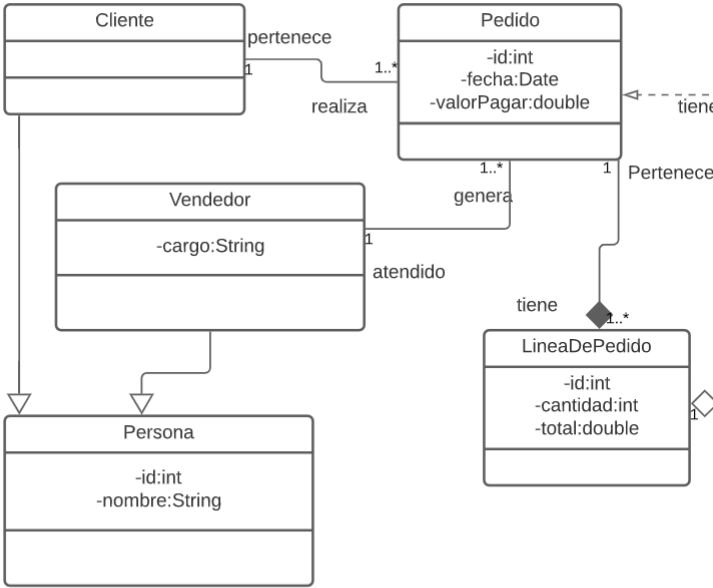 Cliente
pertenece
1
realiza
1..*
Pedido
-id:int
-fecha:Date
-valorPagar:double
tiene
1..*
genera
1
Pertenece
Vendedor
-cargo:String
1
atendido
tiene
1..*
LineaDePedido
-id:int
-cantidad:int
-total:double
1
Persona
-id:int
-nombre:String